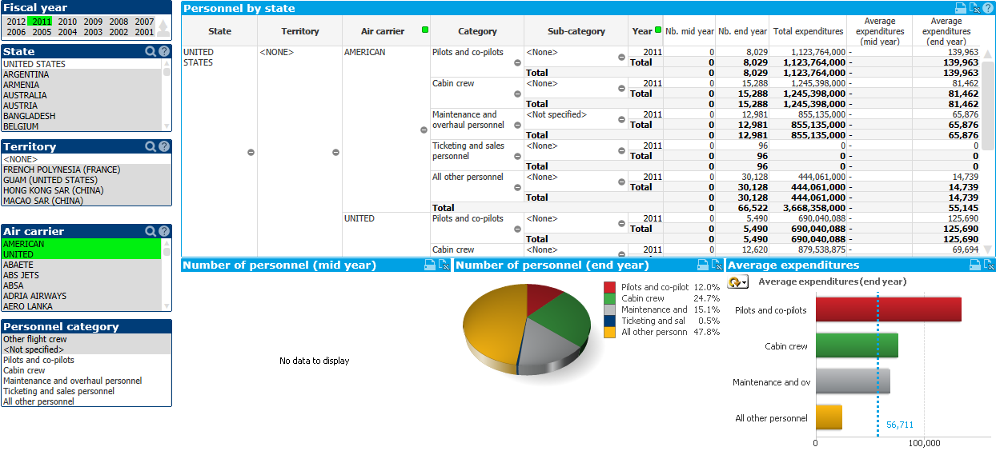 Fiscal year
2012 2011 2010 2009 2008 2007
2006 2005 2004 2003 2002 2001
State
UNITED STATES
ARGENTINA
ARMENIA
AUSTRALIA
AUSTRIA
BANGLADESH
BELGIUM
Territory
<NONE>
FRENCH POLYNESIA (FRANCE)
GUAM (UNITED STATES)
HONG KONG SAR (CHINA)
MACAO SAR (CHINA)
Air carrier
AMERICAN
UNITED
ABAETE
ABS JETS
ABSA
ADRIA AIRWAYS
AERO LANKA
Personnel category
Other flight crew
<Not specified>
Pilots and co-pilots
Cabin crew
Maintenance and overhaul personnel
Ticketing and sales personnel
All other personnel
Personnel by state
State Territory Air carrier Category Sub-category Year Nb. mid year Nb. end year Total expenditures Average expenditures (mid year) Average expenditures (end year)
UNITED STATES <NONE> AMERICAN Pilots and co-pilots <None> 2011 0 8,029 1,123,764,000 - 139,963
Total 0 8,029 1,123,764,000 - 139,963
Total 0 8,029 1,123,764,000 - 139,963
Cabin crew <None> 2011 0 15,288 1,245,398,000 - 81,462
Total 0 15,288 1,245,398,000 - 81,462
Total 0 15,288 1,245,398,000 - 81,462
Maintenance and overhaul personnel <Not specified> 2011 0 12,981 855,135,000 - 65,876
Total 0 12,981 855,135,000 - 65,876
Total 0 12,981 855,135,000 - 65,876
Ticketing and sales personnel <None> 2011 0 96 0 - 0
Total 0 96 0 - 0
Total 0 96 0 - 0
All other personnel <None> 2011 0 30,128 444,061,000 - 14,739
Total 0 30,128 444,061,000 - 14,739
Total 0 30,128 444,061,000 - 14,739
Total 0 66,522 3,668,358,000 - 55,145
UNITED Pilots and co-pilots <None> 2011 0 5,490 690,040,088 - 125,690
Total 0 5,490 690,040,088 - 125,690
Total 0 5,490 690,040,088 - 125,690
Cabin crew <None> 2011 0 12,620 879,538,875 - 69,694
Number of personnel (mid year)
No data to display
Number of personnel (end year)
Pilots and co-pilot 12.0%
Cabin crew 24.7%
Maintenance and 15.1%
Ticketing and sal 0.5%
All other personn 47.8%
Average expenditures
Average expenditures (end year)
Pilots and co-pilots
Cabin crew
Maintenance and ov
All other personnel
56,711
0 100,000